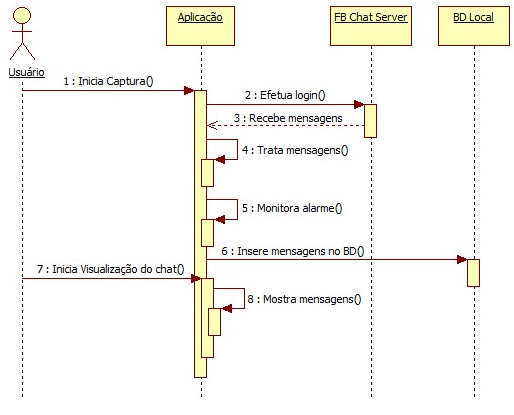 Aplicação
FB Chat Server
BD Local
Usuário
1 : Inicia Captura()
2 : Efetua login()
3 : Recebe mensagens
4 : Trata mensagens()
5 : Monitora alarme()
6 : Insere mensagens no BD()
7 : Inicia Visualização do chat()
8 : Mostra mensagens()